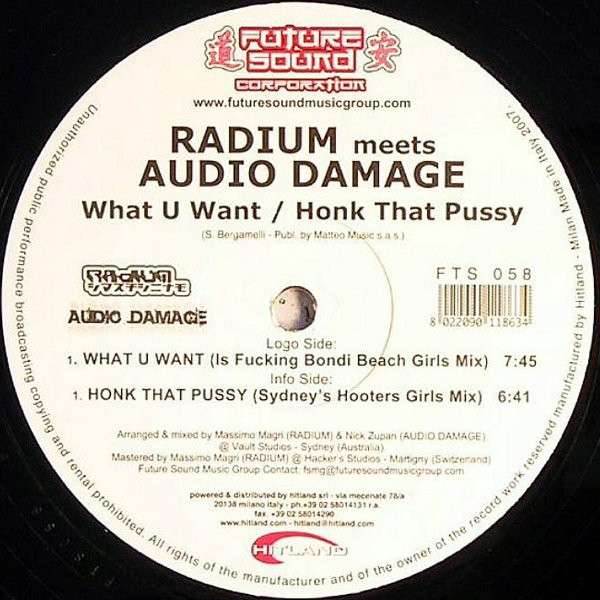 道 FUTURE SOUND 安
CORPORATION
www.futuresoundmusicgroup.com
RADIUM meets
AUDIO DAMAGE
What U Want / Honk That Pussy
(S. Bergamelli - Publ. by Matteo Music s.a.s.)
RADIUM
AUDIO DAMAGE
FTS 058
8 022090 118634
Logo Side:
1. WHAT U WANT (Is Fucking Bondi Beach Girls Mix) 7:45
Info Side:
1. HONK THAT PUSSY (Sydney's Hooters Girls Mix) 6:41
Arranged & mixed by Massimo Magri (RADIUM) & Nick Zupan (AUDIO DAMAGE)
@ Vault Studios - Sydney (Australia)
Mastered by Massimo Magri (RADIUM) @ Hacker's Studios - Martigny (Switzerland)
Future Sound Music Group Contact: fsmg@futuresoundmusicgroup.com
powered & distributed by hitland srl - via mecenate 78/a
20138 milano italy - ph.+39 02 58014131 r.a.
fax. +39 02 58014290
www.hitland.com - hitland@hitland.com
HITLAND
Unauthorized public performance broadcasting copying and rental prohibited. All rights of the manufacturer and of the owner of the record work reserved manufactured by Hitland - Milan Made in Italy 2007.